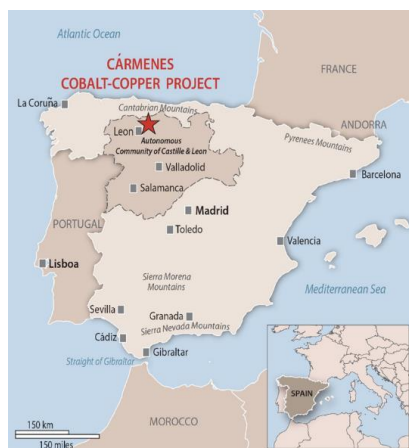 Atlantic Ocean
CÁRMENES
COBALT-COPPER PROJECT
FRANCE
La Coruña
Cantabrian Mountains
ANDORRA
Leon
Autonomous
Community of Castille & Leon
Pyrenees Mountains
Valladolid
Barcelona
Salamanca
PORTUGAL
Madrid
Toledo
Valencia
Lisboa
Sierra Morena
Mountains
Mediterranean Sea
Sevilla
Granada
Sierra Nevada Mountains
Cádiz
Straight of Gibraltar
Gibraltar
SPAIN
MOROCCO
150 km
150 miles